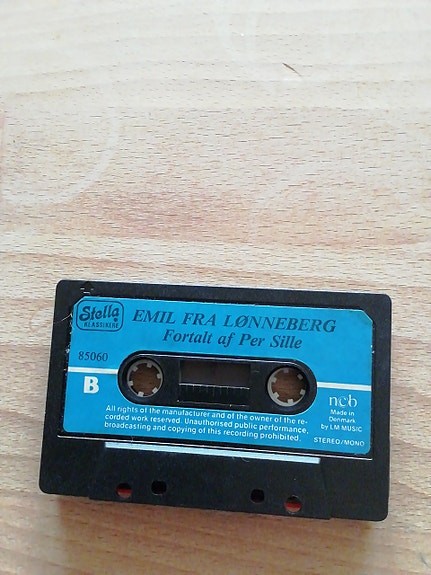 Stella
KLASSIKERE
EMIL FRA LØNNEBERG
Fortalt af Per Sille
85060
B
ncb
Made in
Denmark
by LM MUSIC
All rights of the manufacturer and of the owner of the re-
corded work reserved. Unauthorised public performance,
broadcasting and copying of this recording prohibited.
STEREO/MONO